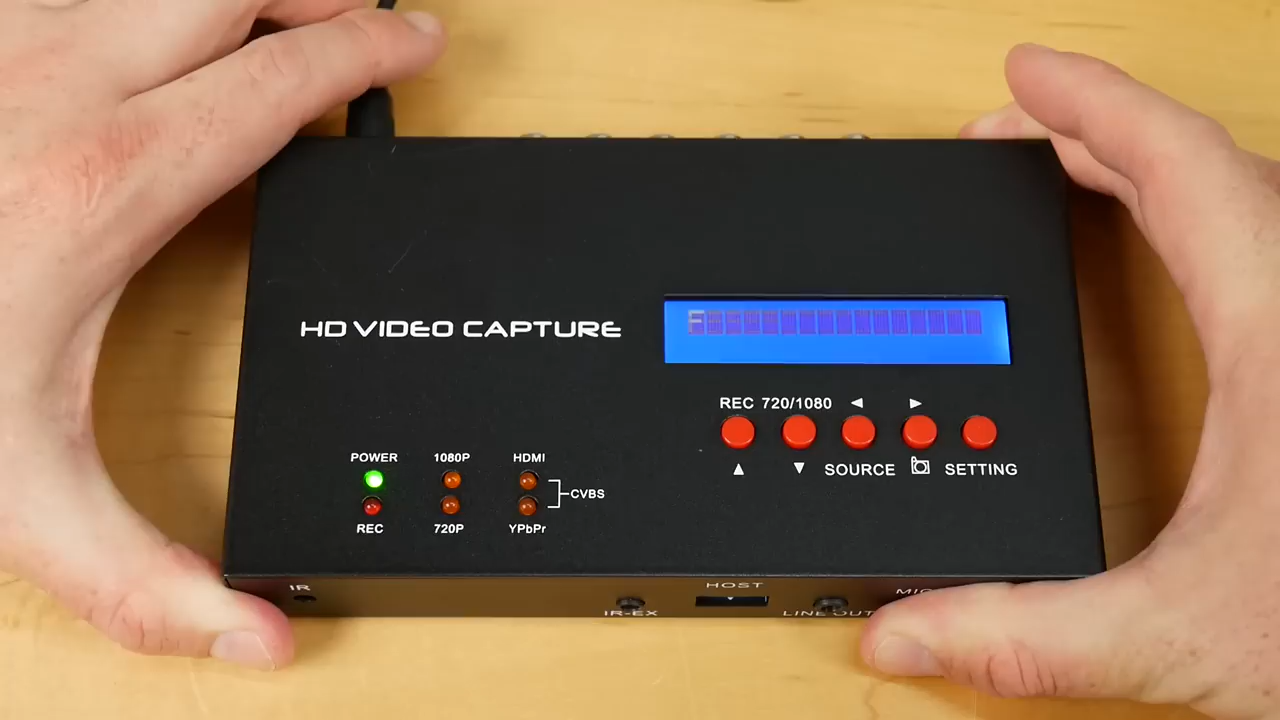 HD VIDEO CAPTURE
F
REC 720/1080 ◄ ►
▲ ▼ SOURCE SETTING
POWER 1080P HDMI
CVBS
REC 720P YPbPr
IR IR-EX HOST LINE OUT MIC